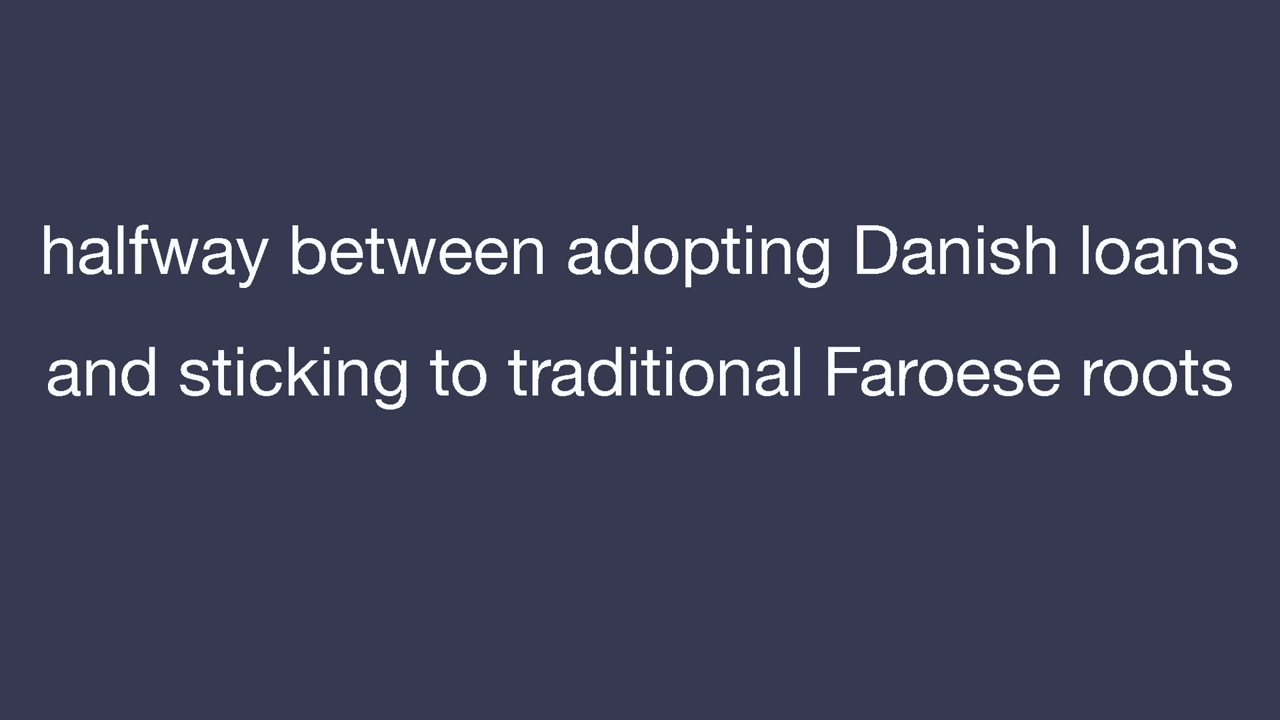 halfway between adopting Danish loans
and sticking to traditional Faroese roots